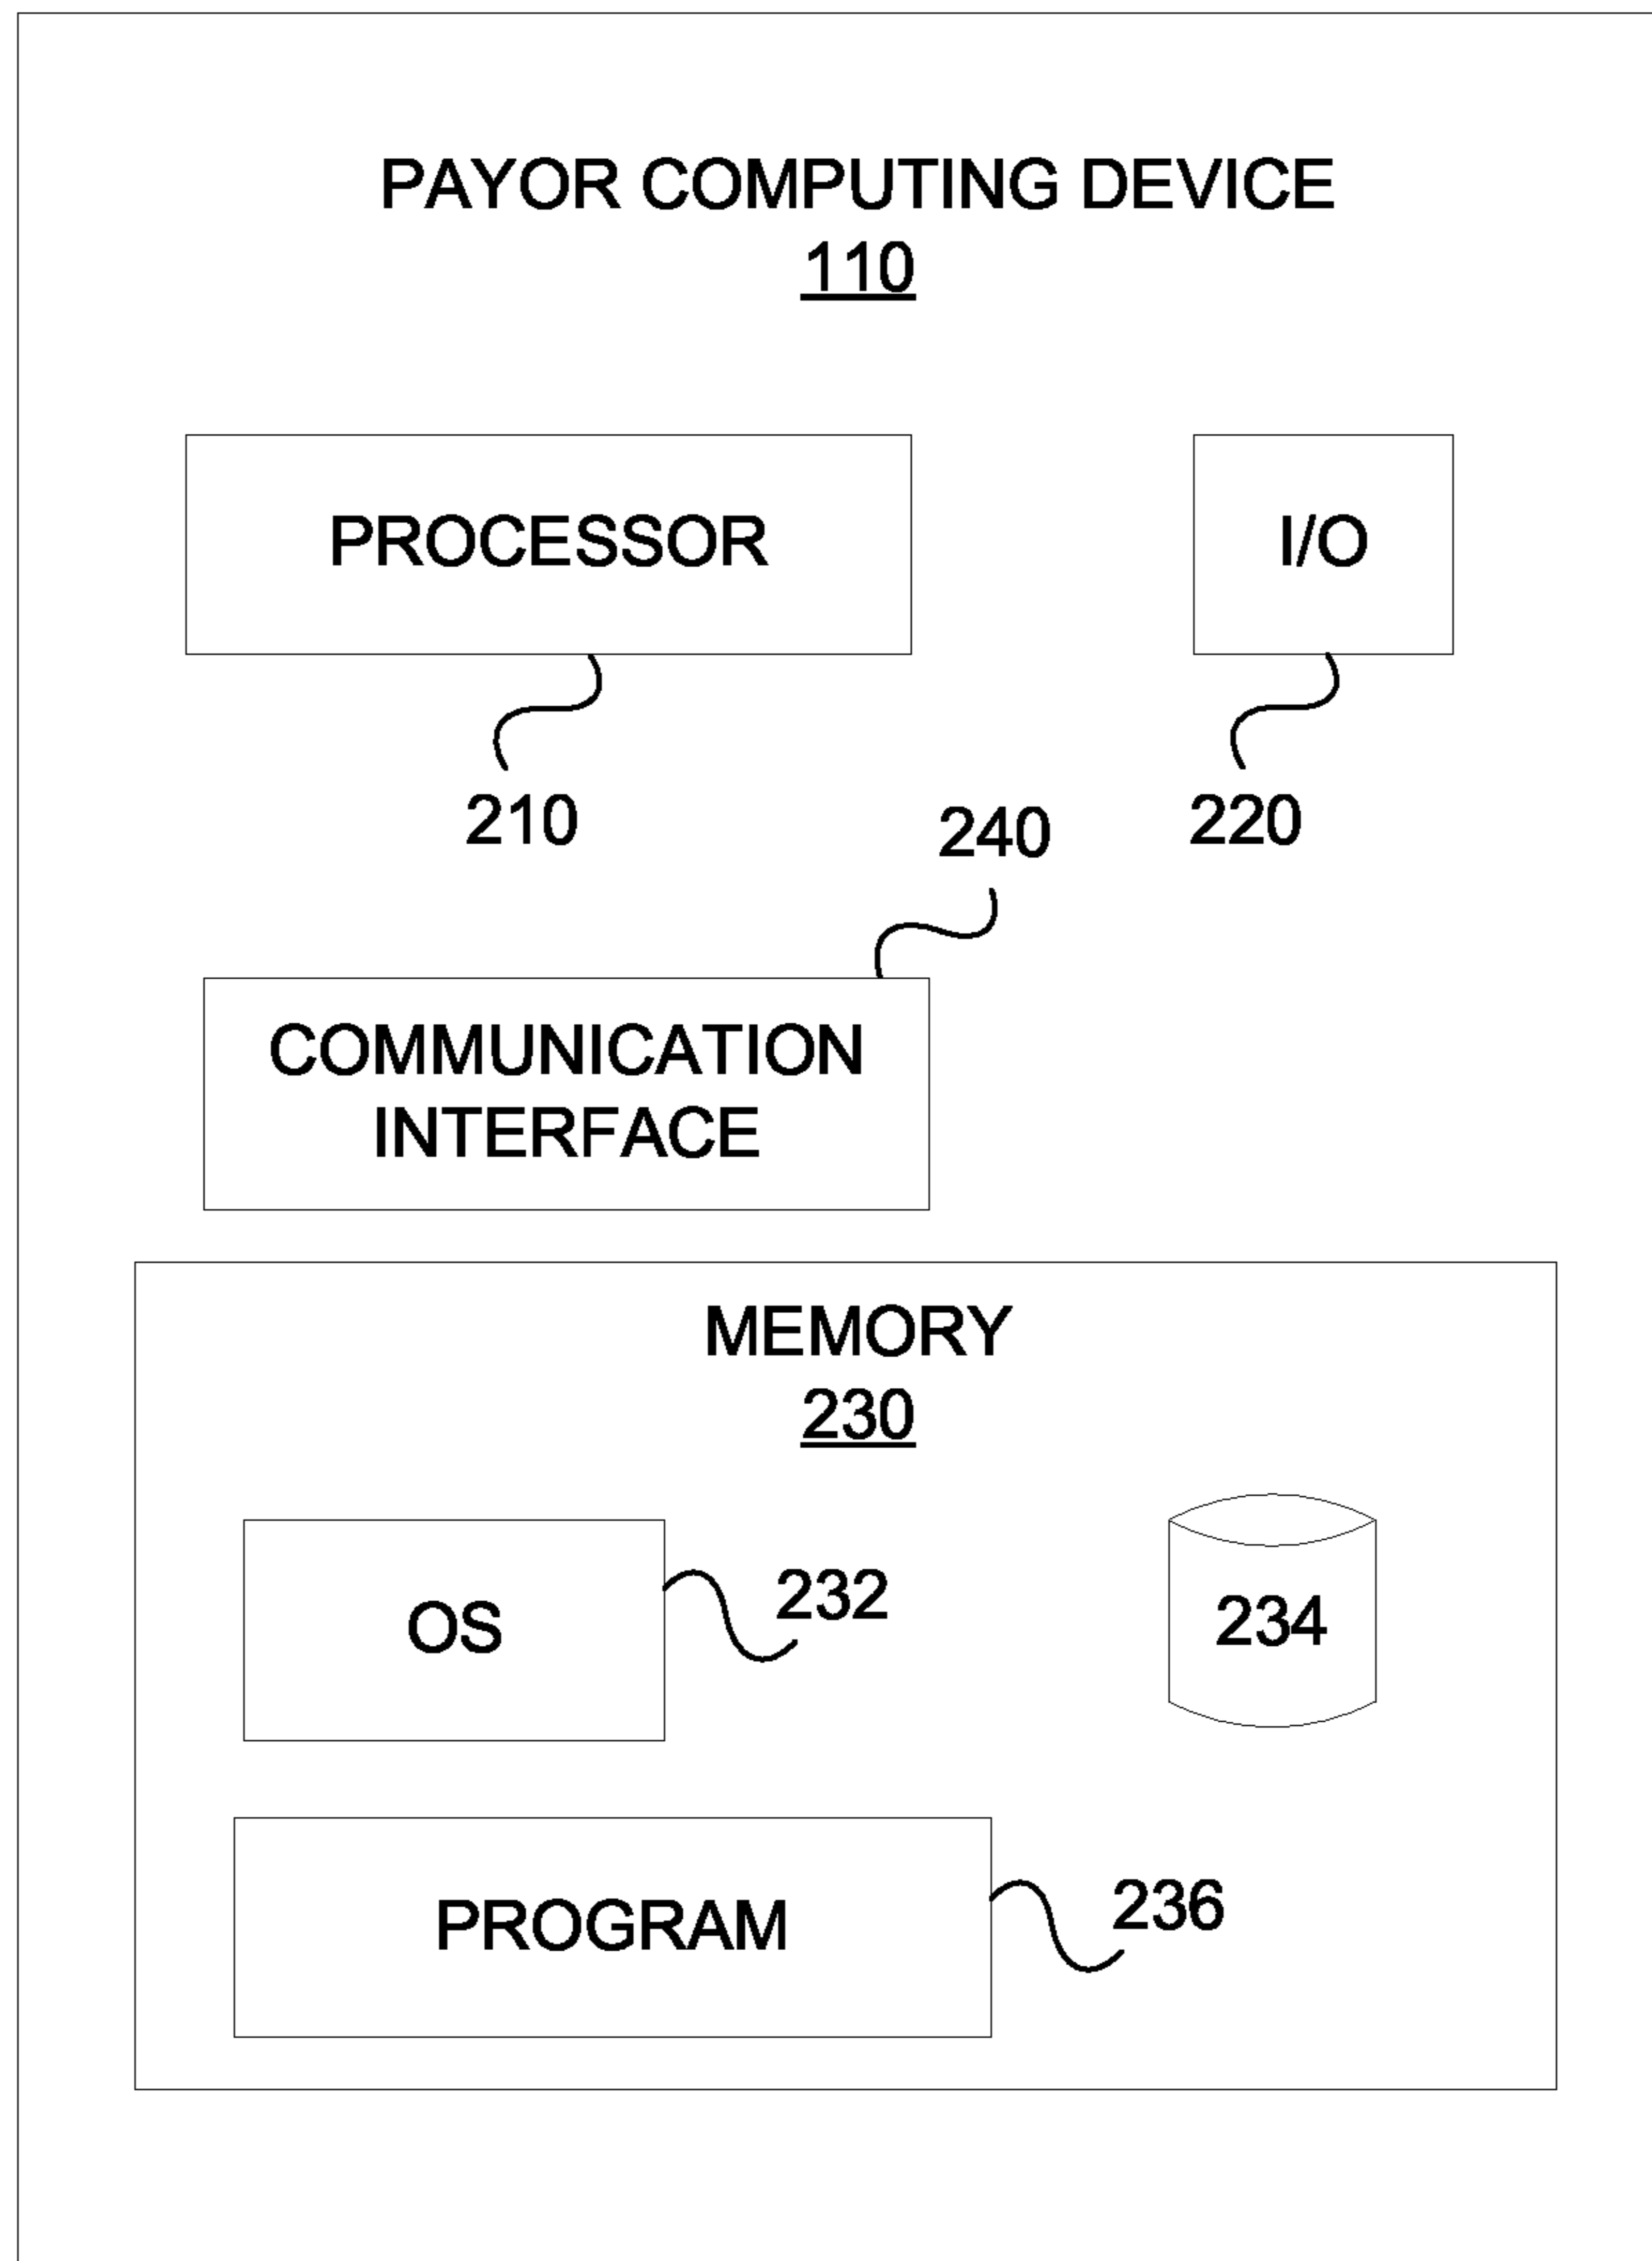 PAYOR COMPUTING DEVICE
110
PROCESSOR
I/O
210
240
220
COMMUNICATION
INTERFACE
MEMORY
230
OS
232
234
PROGRAM
236